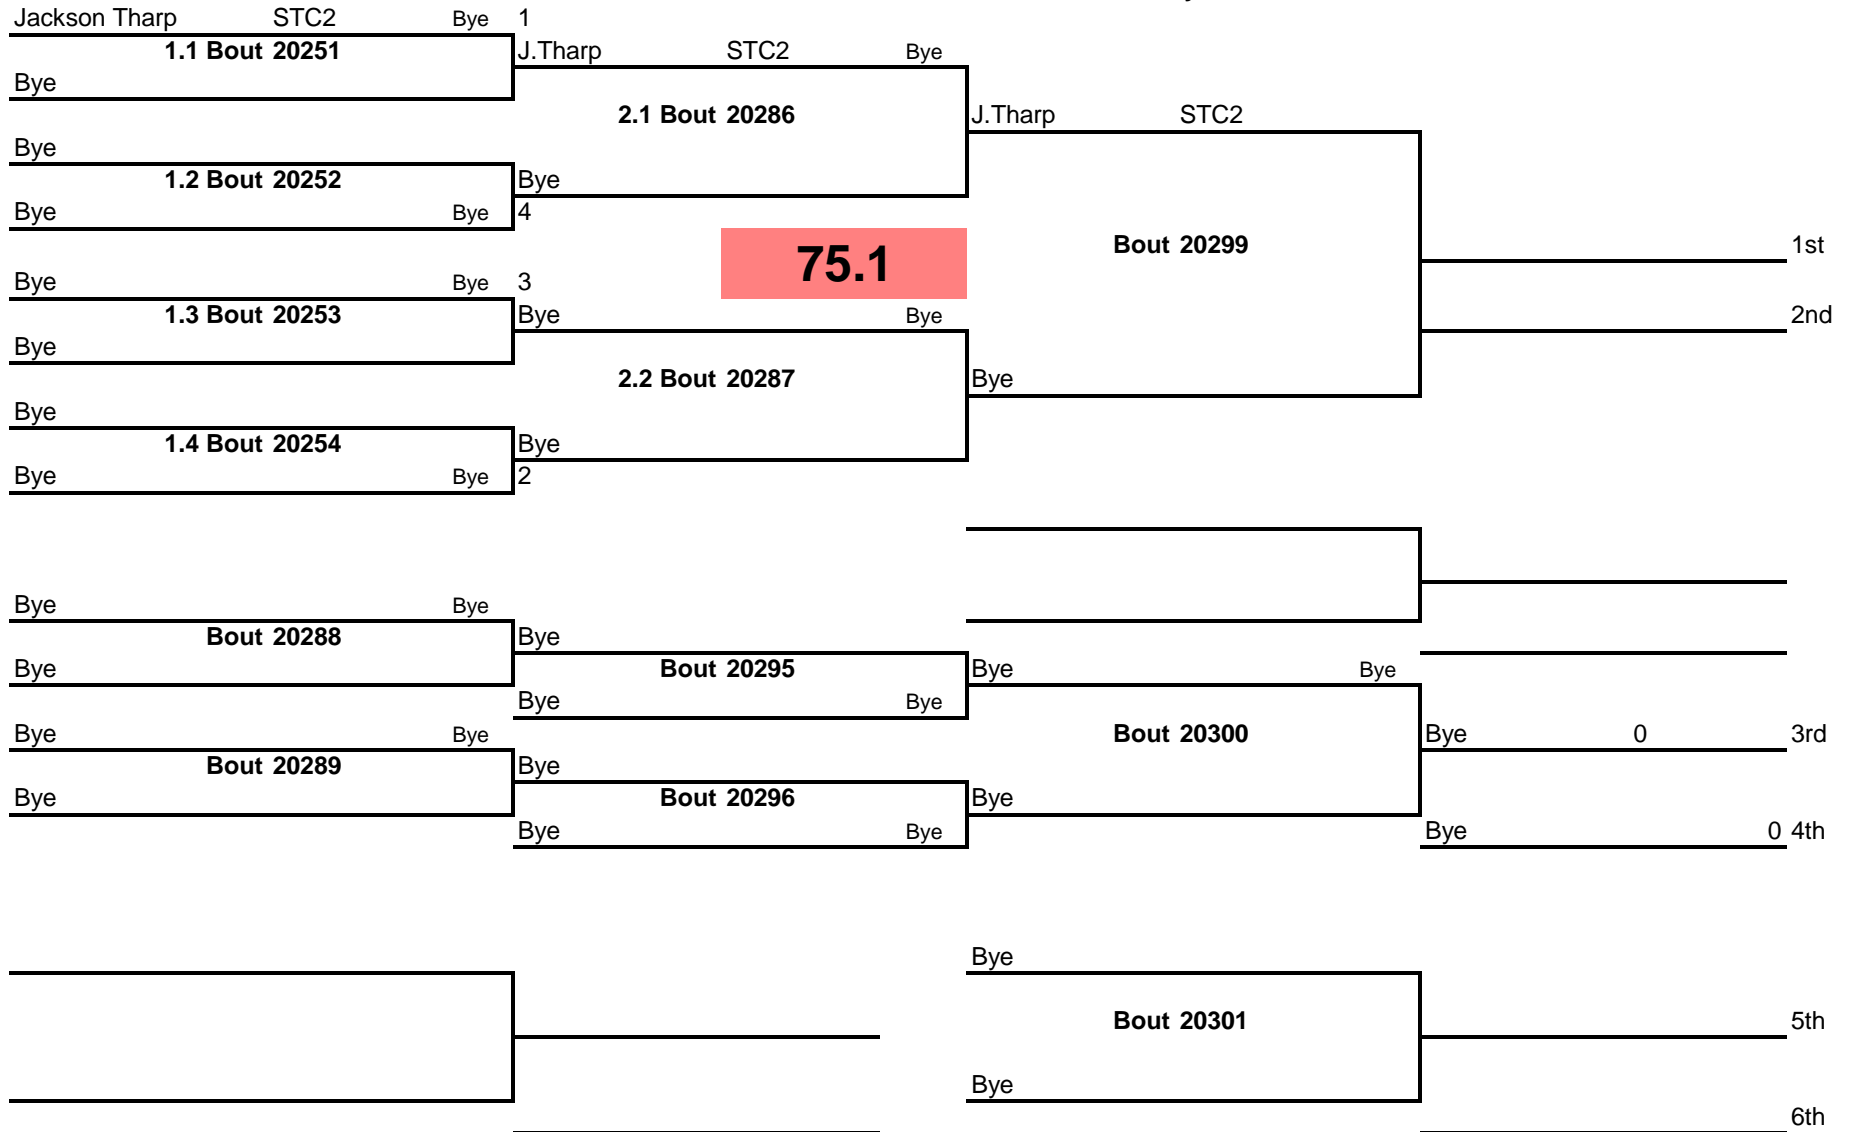 Jackson Tharp STC2 Bye 1
1.1 Bout 20251 J.Tharp STC2 Bye
Bye
2.1 Bout 20286 J.Tharp STC2
Bye
1.2 Bout 20252 Bye
Bye Bye 4
75.1 Bout 20299 1st
Bye Bye 3
1.3 Bout 20253 Bye Bye 2nd
Bye
2.2 Bout 20287 Bye
Bye
1.4 Bout 20254 Bye
Bye Bye 2
Bye Bye
Bout 20288 Bye
Bye Bout 20295 Bye Bye
Bye Bye
Bye Bye Bout 20300 Bye 0 3rd
Bout 20289 Bye
Bye Bout 20296 Bye
Bye Bye Bye 0 4th
Bye
Bout 20301 5th
Bye
6th